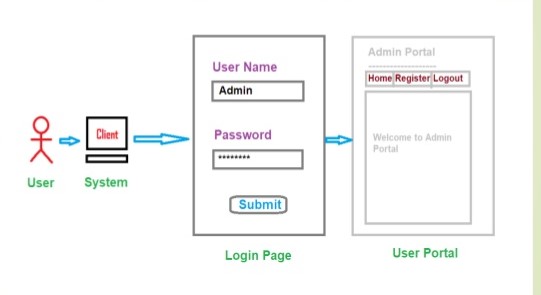 User Name
Admin
Password
********
Submit
Login Page
Client
User
System
Admin Portal
--------------------
Home Register Logout
Welcome to Admin
Portal
User Portal